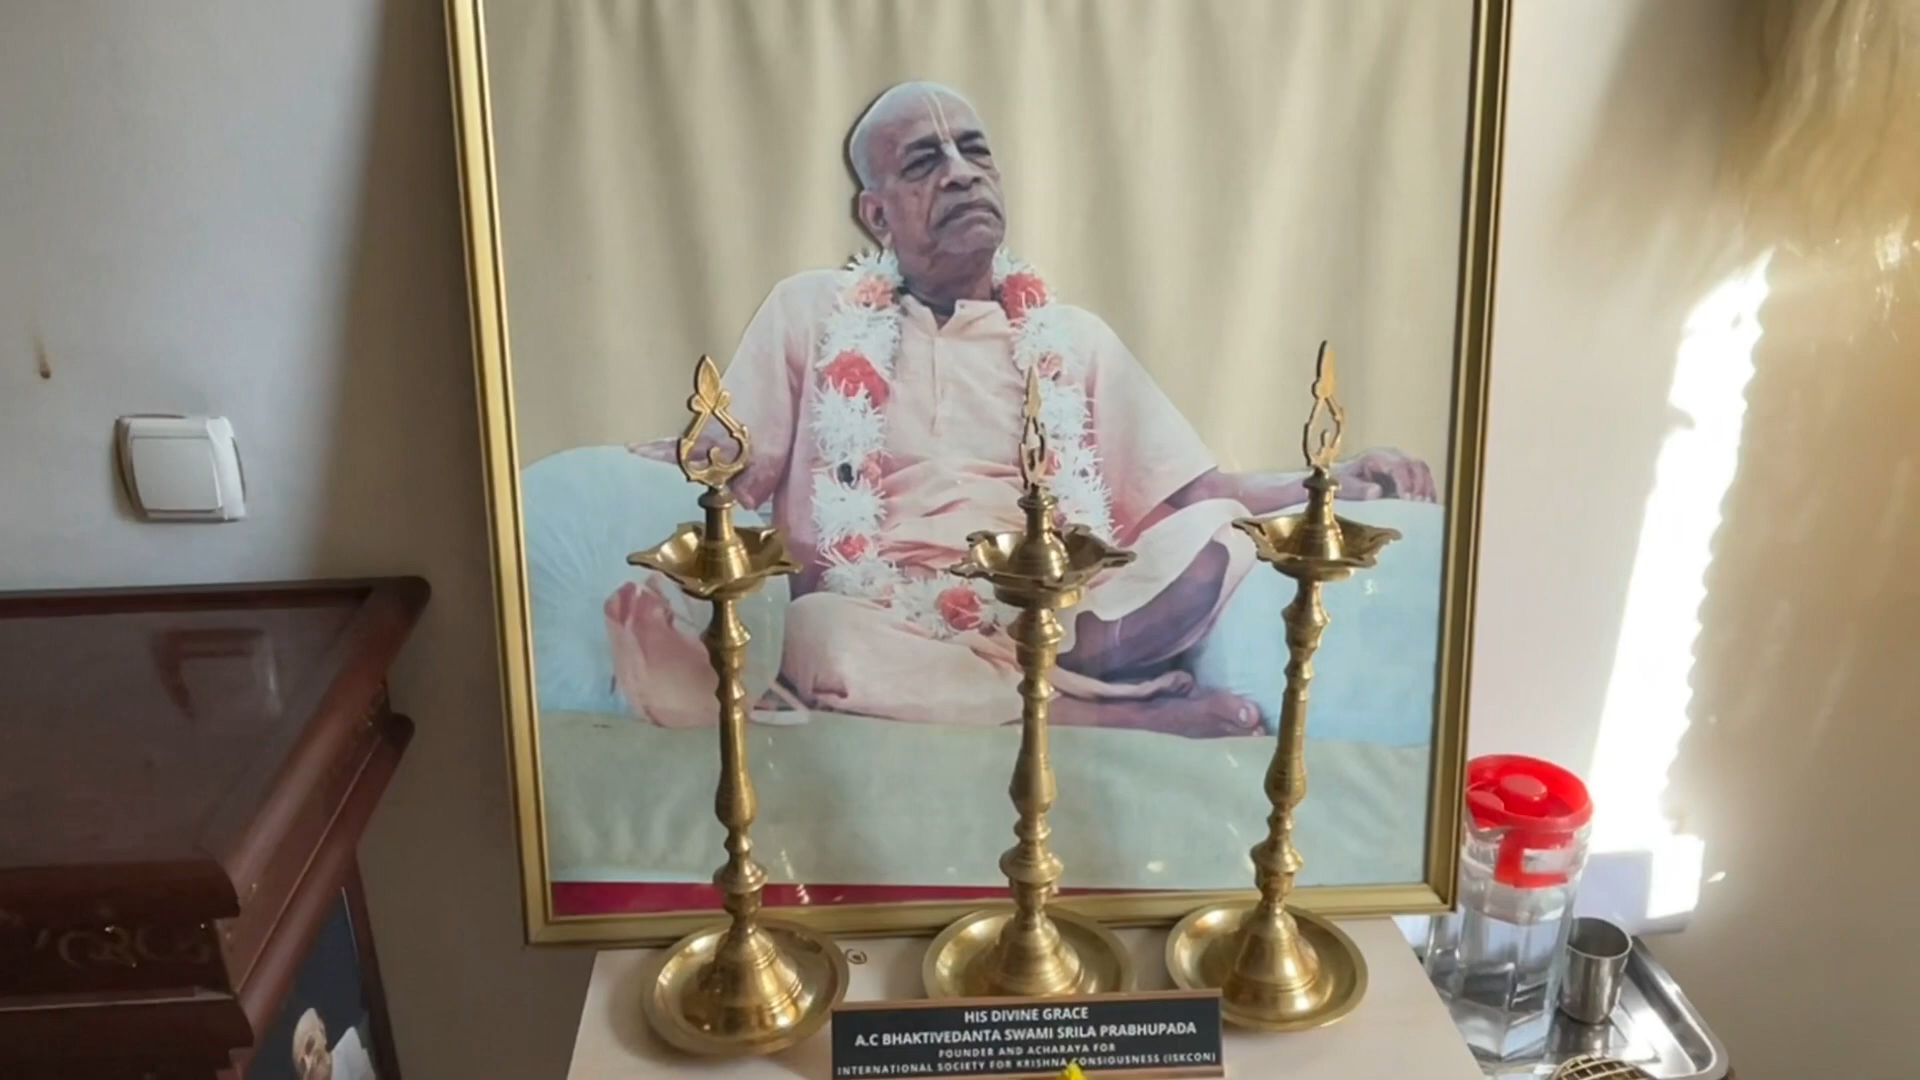 HIS DIVINE GRACE
A.C BHAKTIVEDANTA SWAMI SRILA PRABHUPADA
FOUNDER AND ACHARAYA FOR
INTERNATIONAL SOCIETY FOR KRISHNA CONSIOUSNESS (ISKCON)